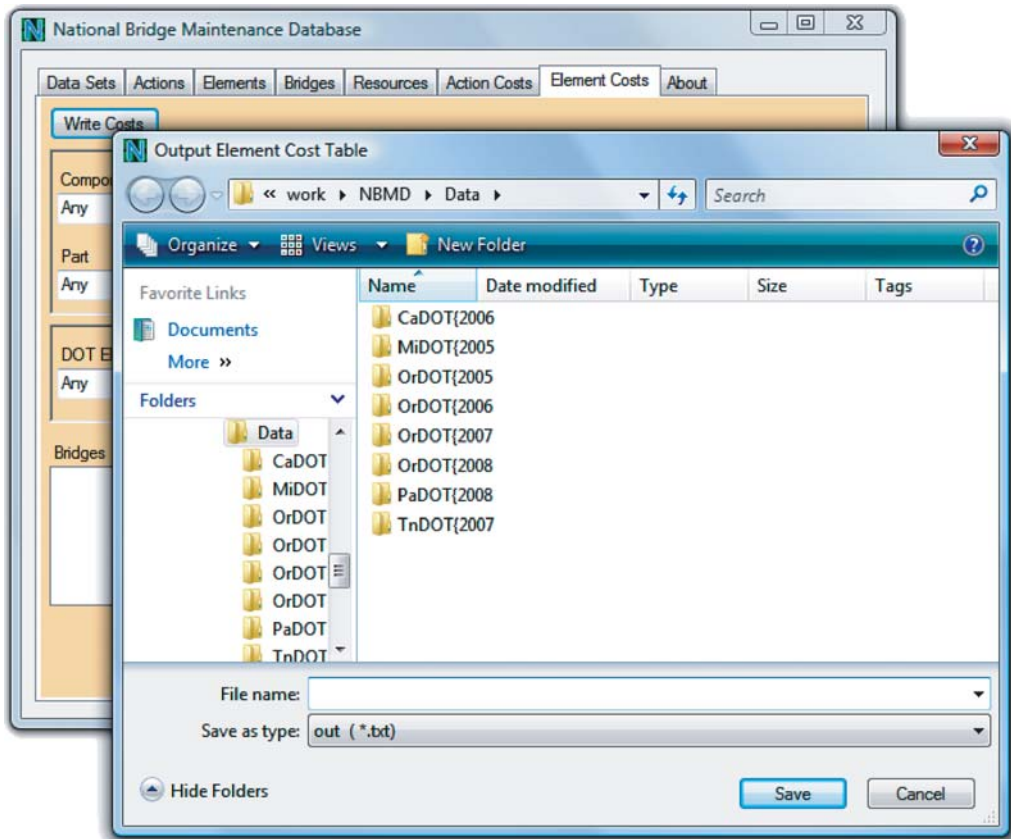 National Bridge Maintenance Database
Data Sets Actions Elements Bridges Resources Action Costs Element Costs About
Write Costs
Output Element Cost Table
« work NBMD Data
Search
Any
Part
Any
DOT
Any
Bridges
Organize Views New Folder
Favorite Links
Documents
More »
Folders
Data
CaDOT
MiDOT
OrDOT
OrDOT
OrDOT
OrDOT
PaDOT
TnDOT
Name Date modified Type Size Tags
CaDOT{2006
MiDOT{2005
OrDOT{2005
OrDOT{2006
OrDOT{2007
OrDOT{2008
PaDOT{2008
TnDOT{2007
File name:
Save as type: out ( *.txt)
Hide Folders
Save Cancel